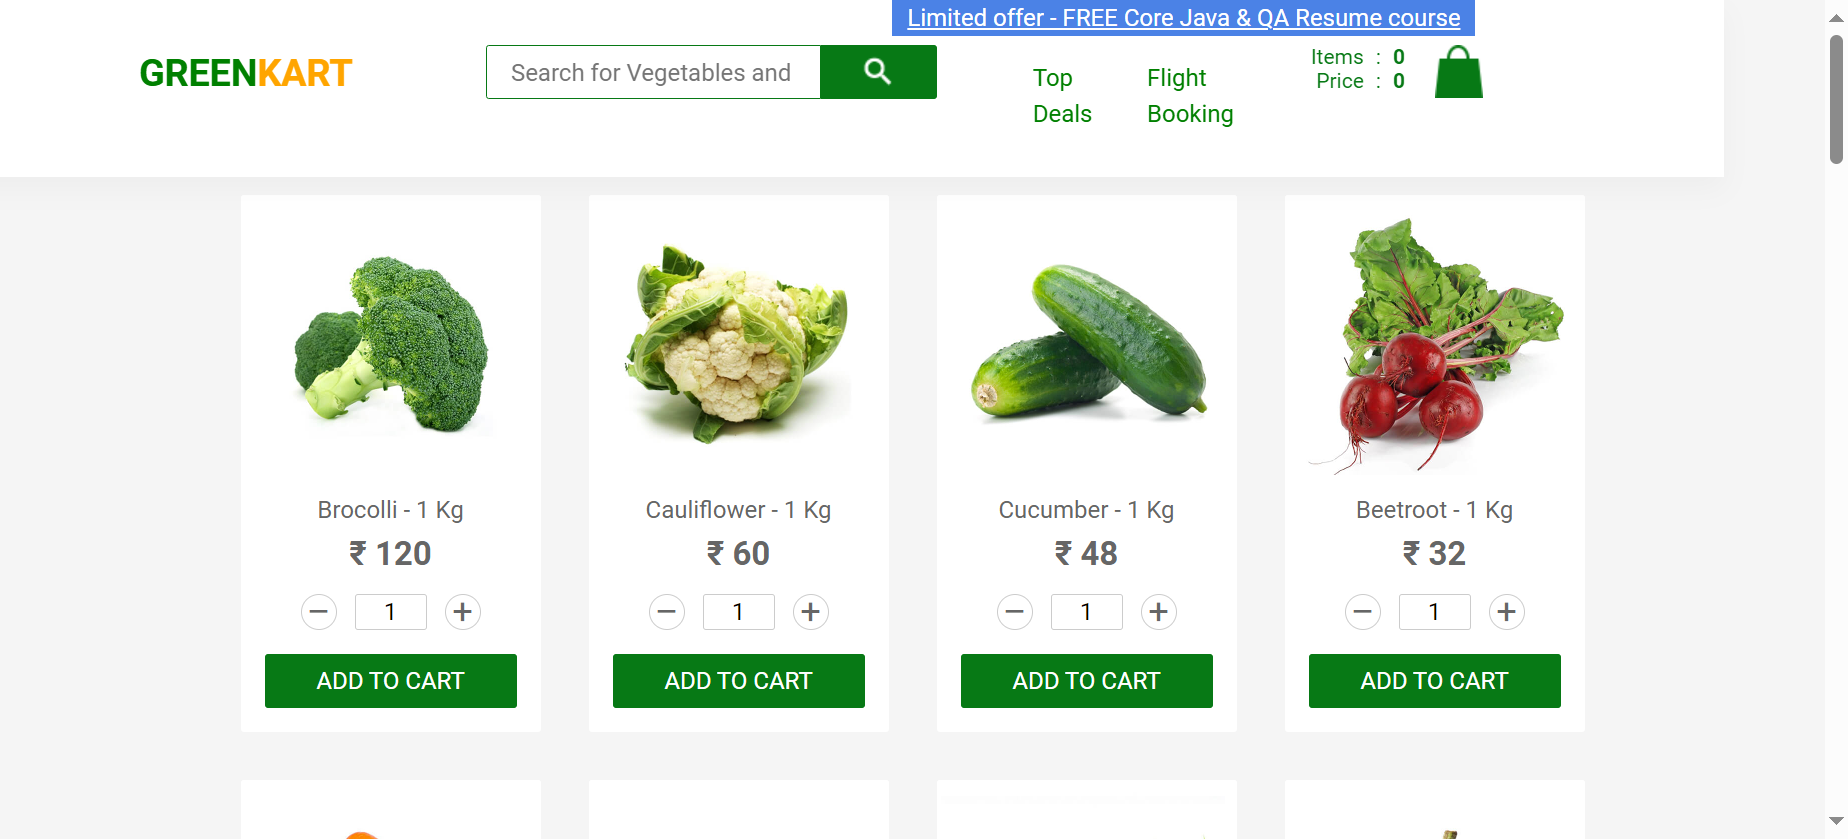 Limited offer - FREE Core Java & QA Resume course
GREENKART
Search for Vegetables and
Top
Deals
Flight
Booking
Items : 0
Price : 0
Brocolli - 1 Kg
₹ 120
− 1 +
ADD TO CART
Cauliflower - 1 Kg
₹ 60
− 1 +
ADD TO CART
Cucumber - 1 Kg
₹ 48
− 1 +
ADD TO CART
Beetroot - 1 Kg
₹ 32
− 1 +
ADD TO CART